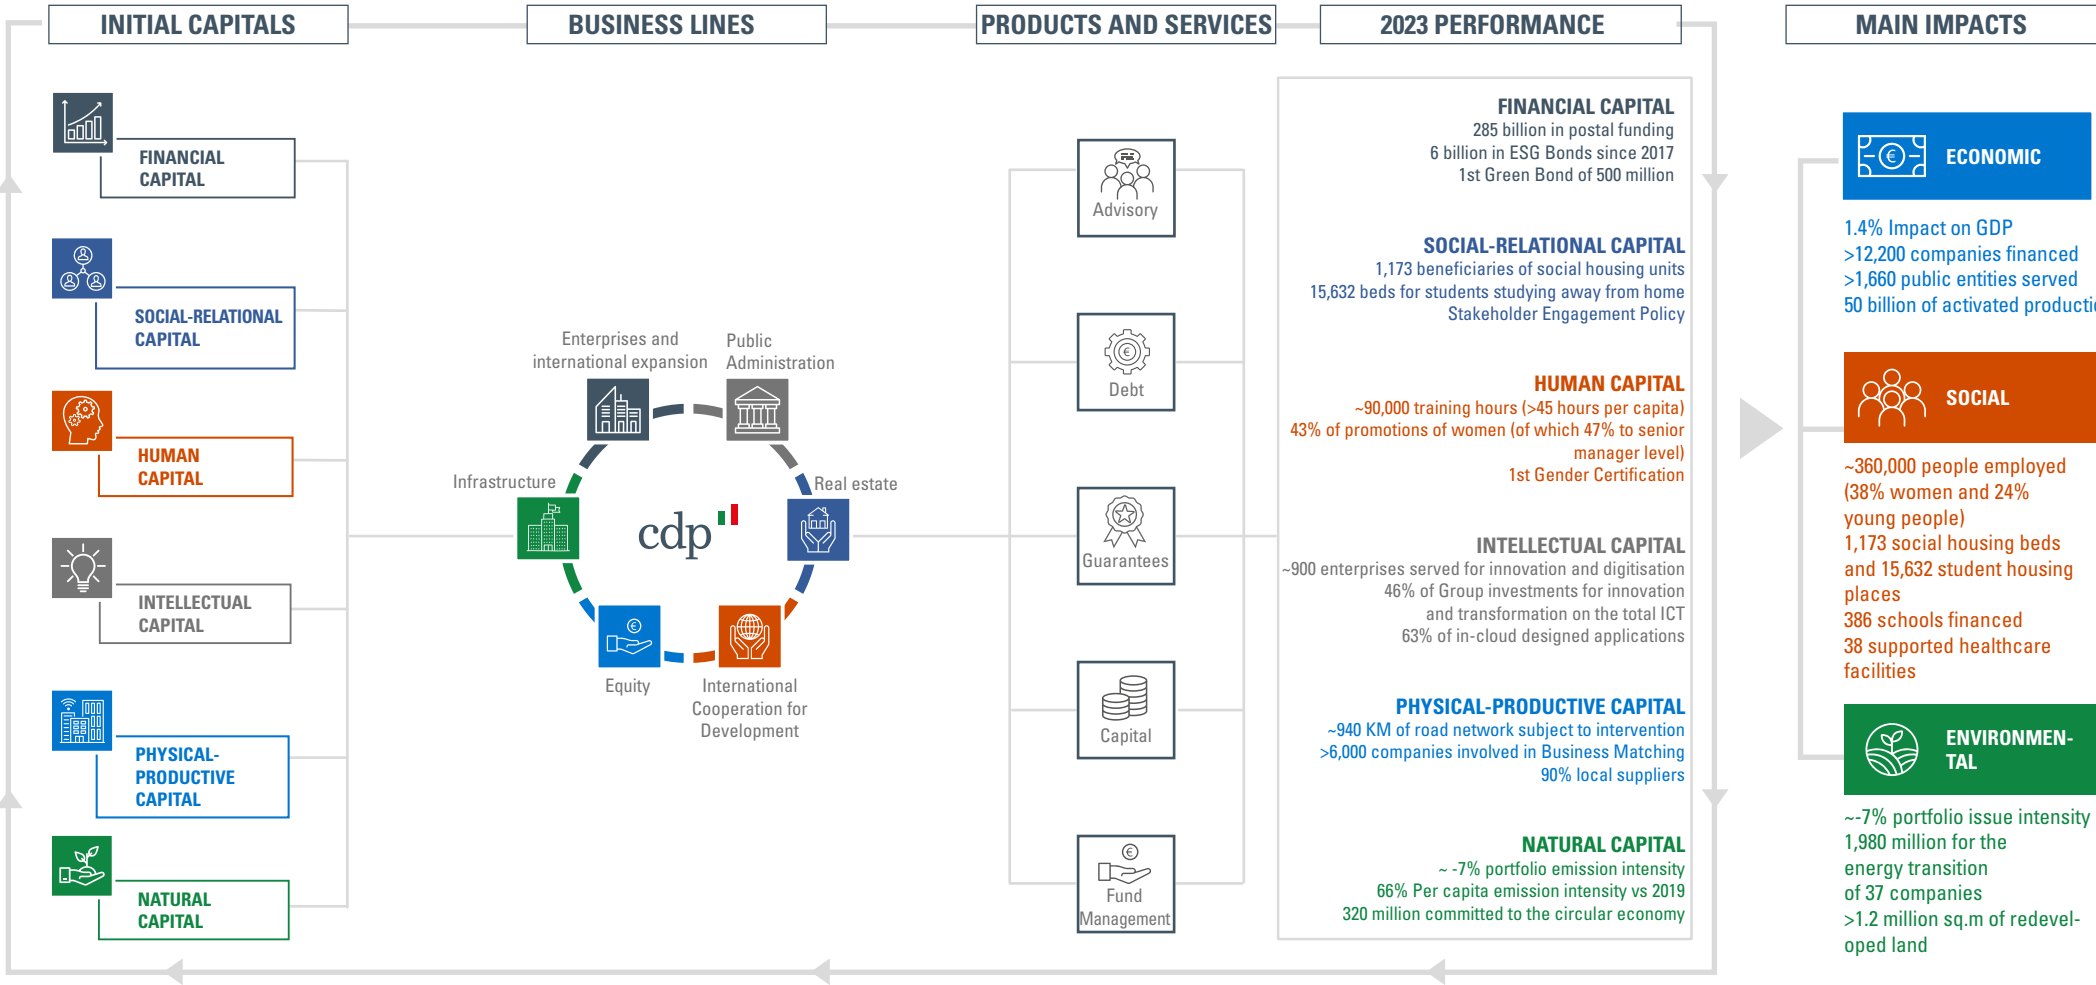 INITIAL CAPITALS
BUSINESS LINES
PRODUCTS AND SERVICES
2023 PERFORMANCE
MAIN IMPACTS
FINANCIAL
CAPITAL
SOCIAL-RELATIONAL
CAPITAL
HUMAN
CAPITAL
INTELLECTUAL
CAPITAL
PHYSICAL-
PRODUCTIVE
CAPITAL
NATURAL
CAPITAL
Enterprises and
international expansion
Public
Administration
Infrastructure
Real estate
cdp
Equity
International
Cooperation for
Development
Advisory
Debt
Guarantees
Capital
Fund
Management
FINANCIAL CAPITAL
285 billion in postal funding
6 billion in ESG Bonds since 2017
1st Green Bond of 500 million
SOCIAL-RELATIONAL CAPITAL
1,173 beneficiaries of social housing units
15,632 beds for students studying away from home
Stakeholder Engagement Policy
HUMAN CAPITAL
~90,000 training hours (>45 hours per capita)
43% of promotions of women (of which 47% to senior
manager level)
1st Gender Certification
INTELLECTUAL CAPITAL
~900 enterprises served for innovation and digitisation
46% of Group investments for innovation
and transformation on the total ICT
63% of in-cloud designed applications
PHYSICAL-PRODUCTIVE CAPITAL
~940 KM of road network subject to intervention
>6,000 companies involved in Business Matching
90% local suppliers
NATURAL CAPITAL
~ -7% portfolio emission intensity
66% Per capita emission intensity vs 2019
320 million committed to the circular economy
ECONOMIC
1.4% Impact on GDP
>12,200 companies financed
>1,660 public entities served
50 billion of activated producti
SOCIAL
~360,000 people employed
(38% women and 24%
young people)
1,173 social housing beds
and 15,632 student housing
places
386 schools financed
38 supported healthcare
facilities
ENVIRONMEN-
TAL
~-7% portfolio issue intensity
1,980 million for the
energy transition
of 37 companies
>1.2 million sq.m of redevel-
oped land